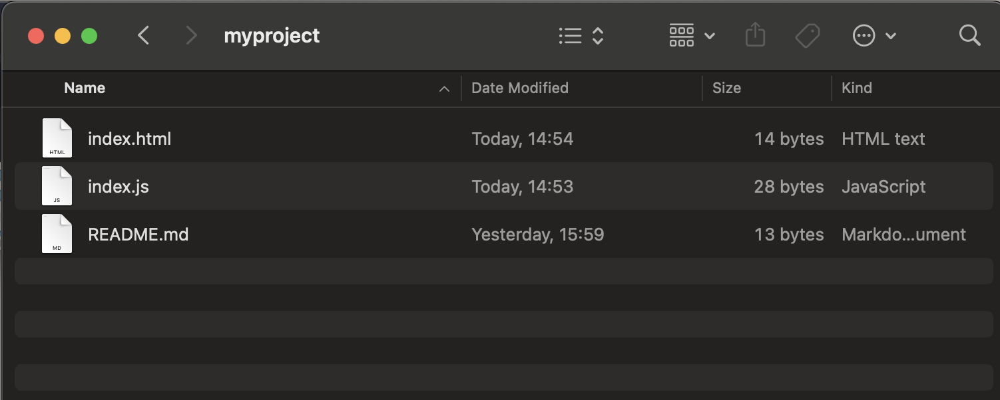 myproject
Name Date Modified Size Kind
HTML index.html Today, 14:54 14 bytes HTML text
JS index.js Today, 14:53 28 bytes JavaScript
MD README.md Yesterday, 15:59 13 bytes Markdo...ument